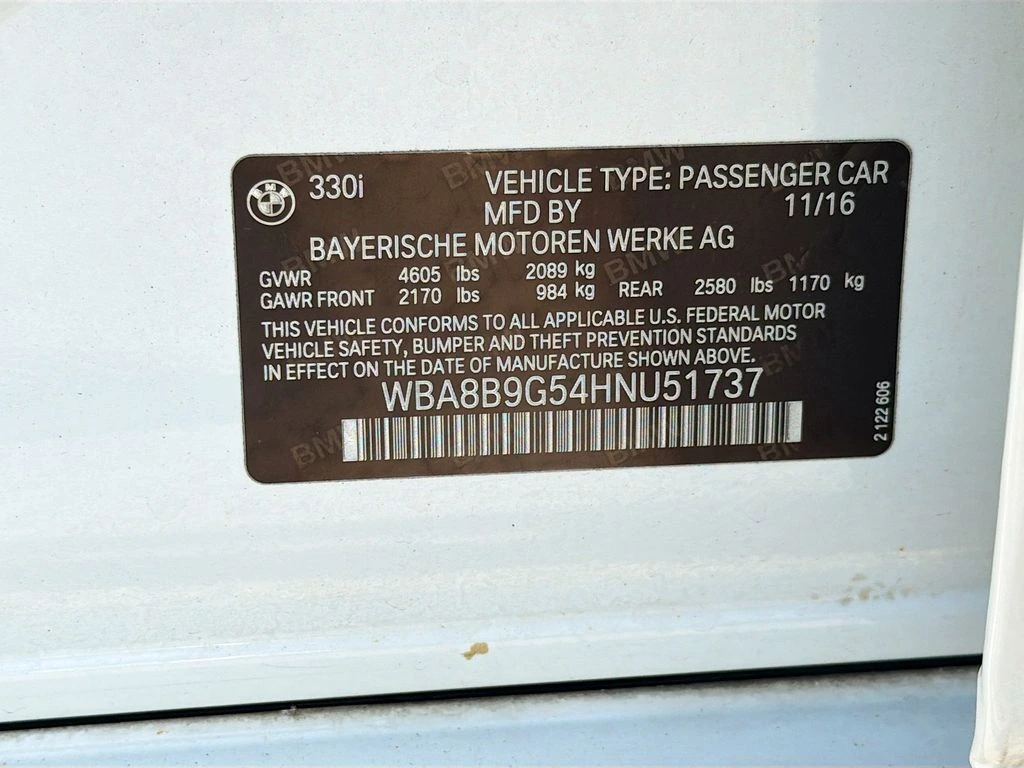 330i VEHICLE TYPE: PASSENGER CAR
MFD BY 11/16
BAYERISCHE MOTOREN WERKE AG
GVWR 4605 lbs 2089 kg
GAWR FRONT 2170 lbs 984 kg REAR 2580 lbs 1170 kg
THIS VEHICLE CONFORMS TO ALL APPLICABLE U.S. FEDERAL MOTOR
VEHICLE SAFETY, BUMPER AND THEFT PREVENTION STANDARDS
IN EFFECT ON THE DATE OF MANUFACTURE SHOWN ABOVE.
WBA8B9G54HNU51737
2 122 606